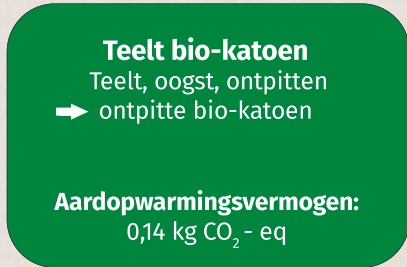 Teelt bio-katoen
Teelt, oogst, ontpitten
ontpitte bio-katoen
Aardopwarmingsvermogen:
0,14 kg CO₂ - eq